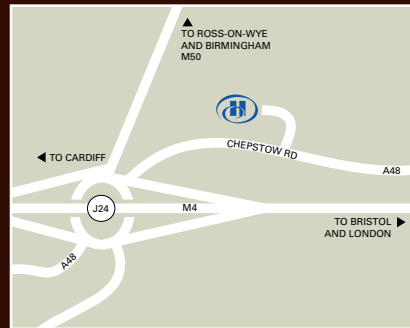 TO ROSS-ON-WYE
AND BIRMINGHAM
M50
H
CHEPSTOW RD
TO CARDIFF
A48
J24
M4
TO BRISTOL
AND LONDON
A48